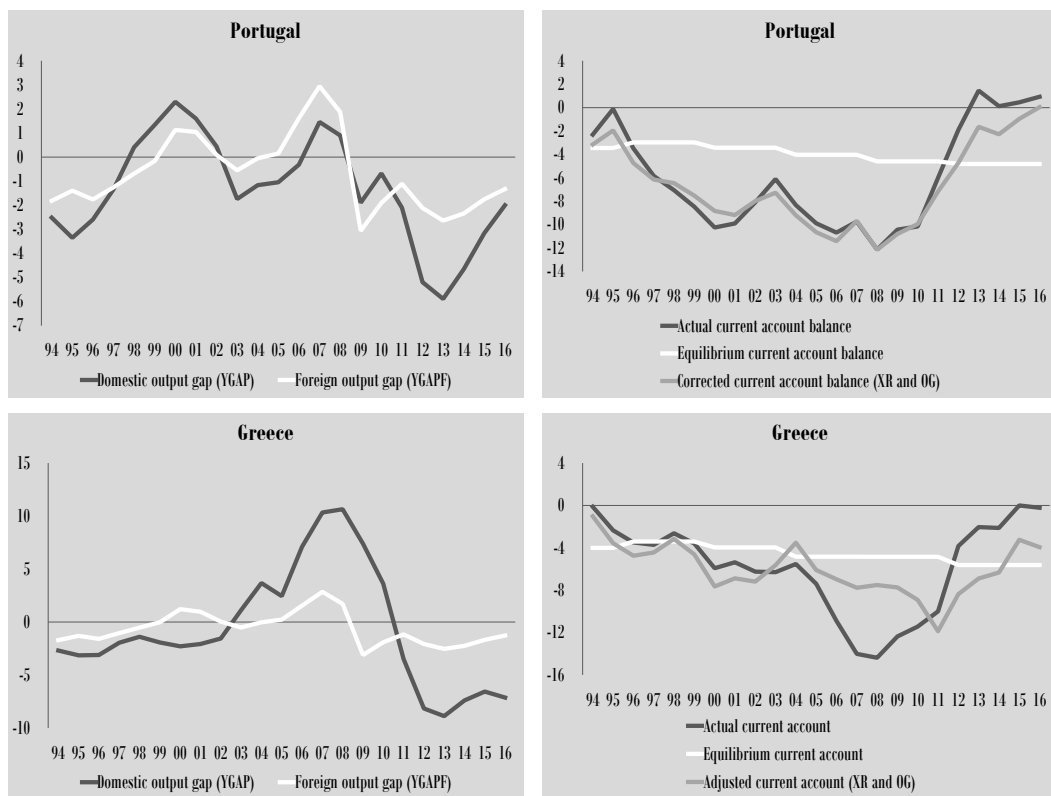 Portugal
4
3
2
1
0
-1
-2
-3
-4
-5
-6
-7
94 95 96 97 98 99 00 01 02 03 04 05 06 07 08 09 10 11 12 13 14 15 16
Domestic output gap (YGAP) Foreign output gap (YGAPF)
Portugal
4
2
0
-2
-4
-6
-8
-10
-12
-14
94 95 96 97 98 99 00 01 02 03 04 05 06 07 08 09 10 11 12 13 14 15 16
Actual current account balance
Equilibrium current account balance
Corrected current account balance (XR and OG)
Greece
15
10
5
0
-5
-10
94 95 96 97 98 99 00 01 02 03 04 05 06 07 08 09 10 11 12 13 14 15 16
Domestic output gap (YGAP) Foreign output gap (YGAPF)
Greece
4
0
-4
-8
-12
-16
94 95 96 97 98 99 00 01 02 03 04 05 06 07 08 09 10 11 12 13 14 15 16
Actual current account
Equilibrium current account
Adjusted current account (XR and OG)